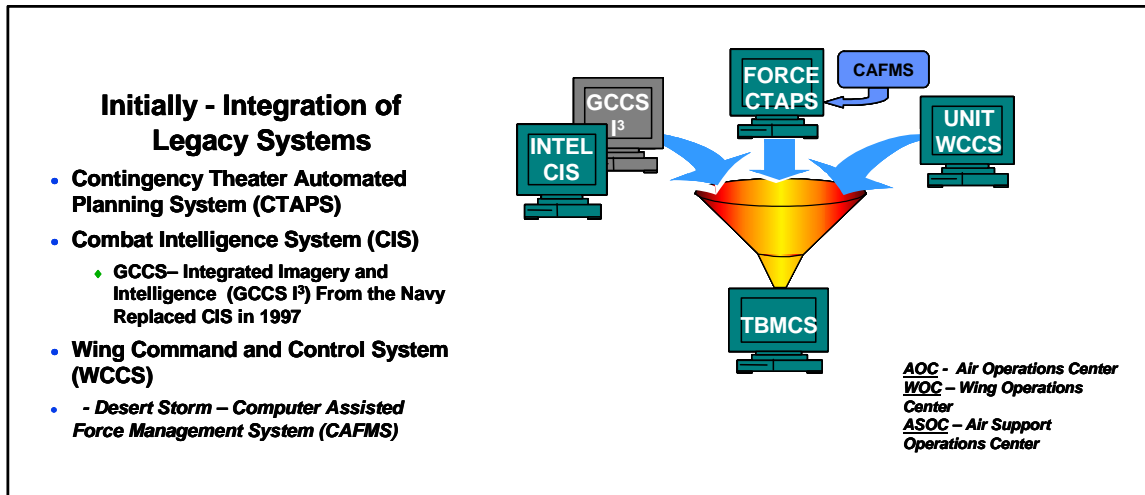 Initially - Integration of
Legacy Systems
• Contingency Theater Automated
Planning System (CTAPS)
• Combat Intelligence System (CIS)
♦ GCCS– Integrated Imagery and
Intelligence (GCCS I³) From the Navy
Replaced CIS in 1997
• Wing Command and Control System
(WCCS)
• - Desert Storm – Computer Assisted
Force Management System (CAFMS)
FORCE
CTAPS
CAFMS
GCCS
I³
INTEL
CIS
UNIT
WCCS
TBMCS
AOC - Air Operations Center
WOC – Wing Operations
Center
ASOC – Air Support
Operations Center